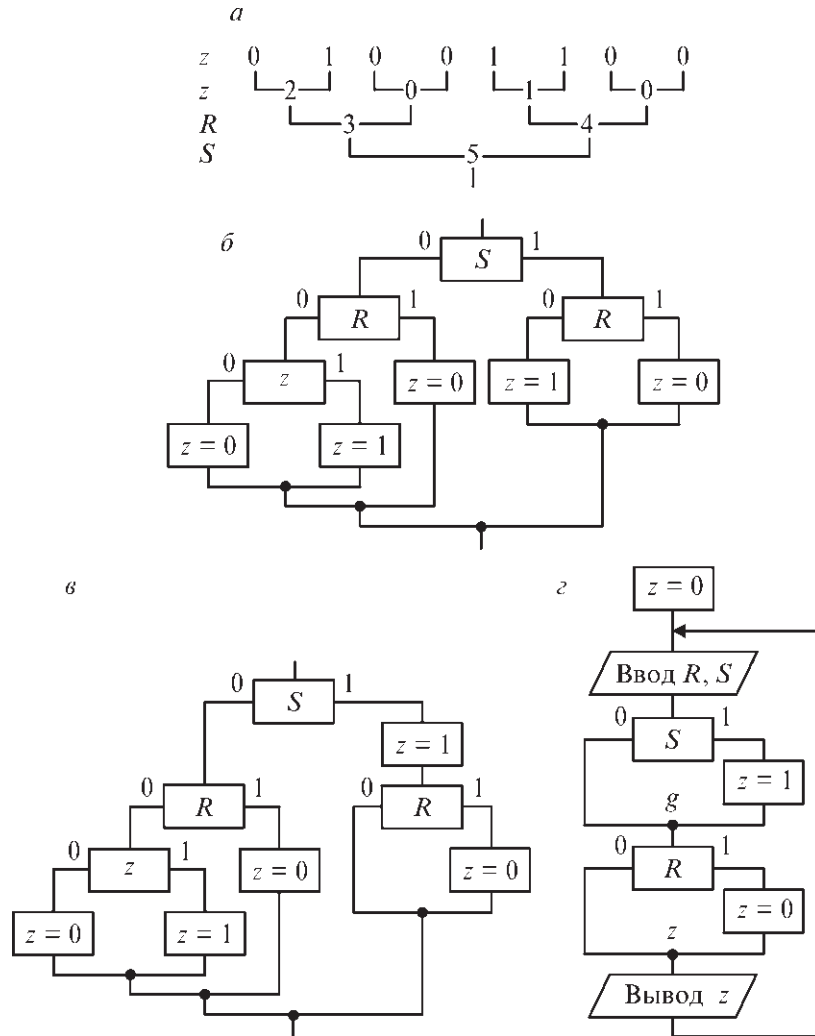 а
z 0 1 0 0 1 1 0 0
z 2 0 1 0
R 3 4
S 5
1
б
0 S 1
0 R 1 0 R 1
0 z 1 z = 0 z = 1 z = 0
z = 0 z = 1
в
0 S 1
z = 1
0 R 1 0 R 1
0 z 1 z = 0 z = 0
z = 0 z = 1
г
z = 0
Ввод R, S
0 S 1
z = 1
g
0 R 1
z = 0
z
Вывод z